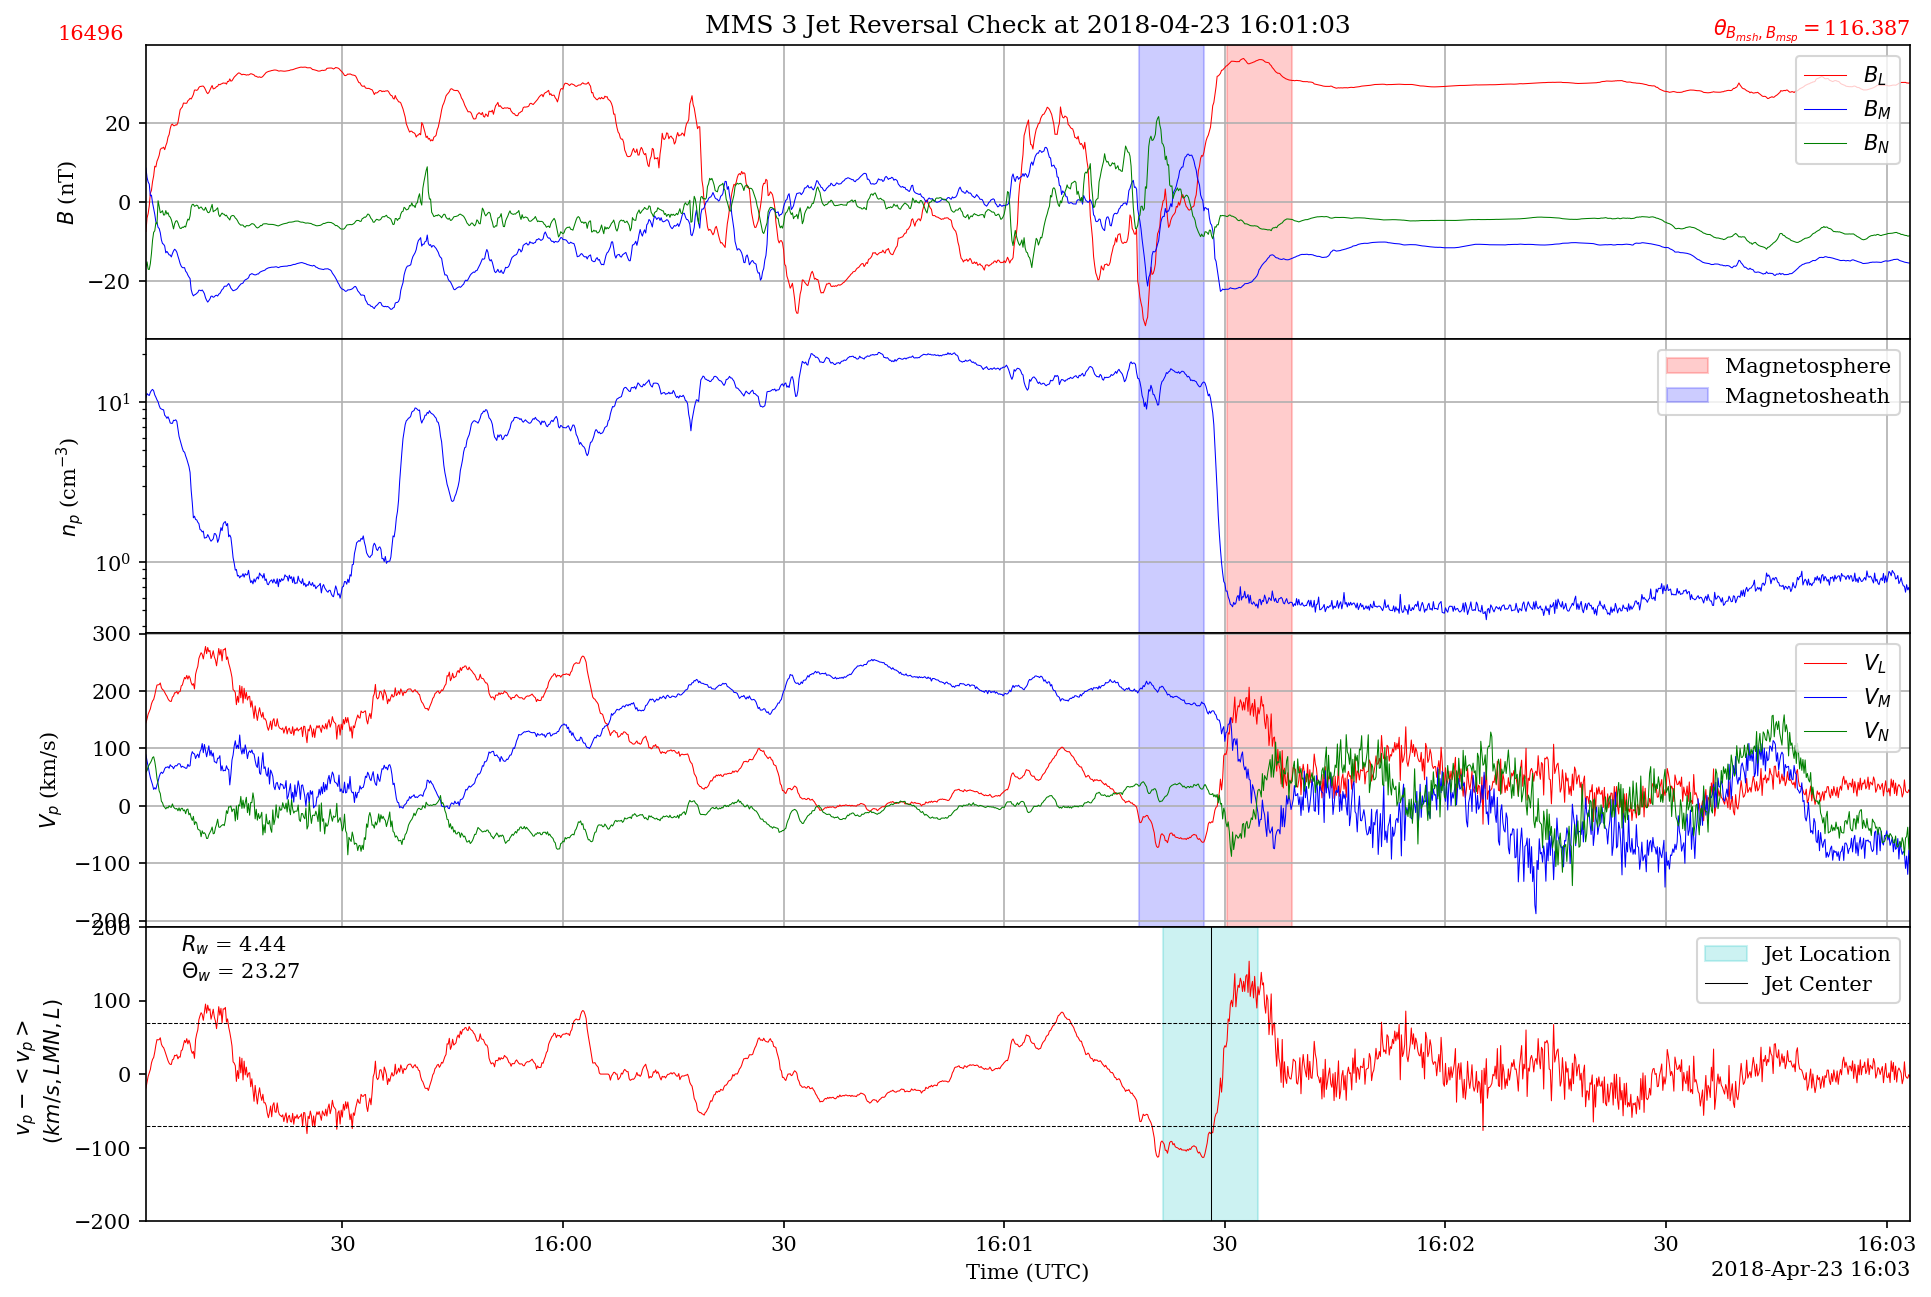 MMS 3 Jet Reversal Check at 2018-04-23 16:01:03
16496
θ_{B_{msh}, B_{msp}} = 116.387
20
0
−20
B (nT)
B_L
B_M
B_N
10^1
10^0
n_p (cm^{−3})
Magnetosphere
Magnetosheath
300
200
100
0
−100
−200
V_p (km/s)
V_L
V_M
V_N
200
100
0
−100
−200
v_p − < v_p >
(km/s, LMN, L)
R_w = 4.44
Θ_w = 23.27
Jet Location
Jet Center
30
16:00
30
16:01
30
16:02
30
16:03
Time (UTC)
2018-Apr-23 16:03